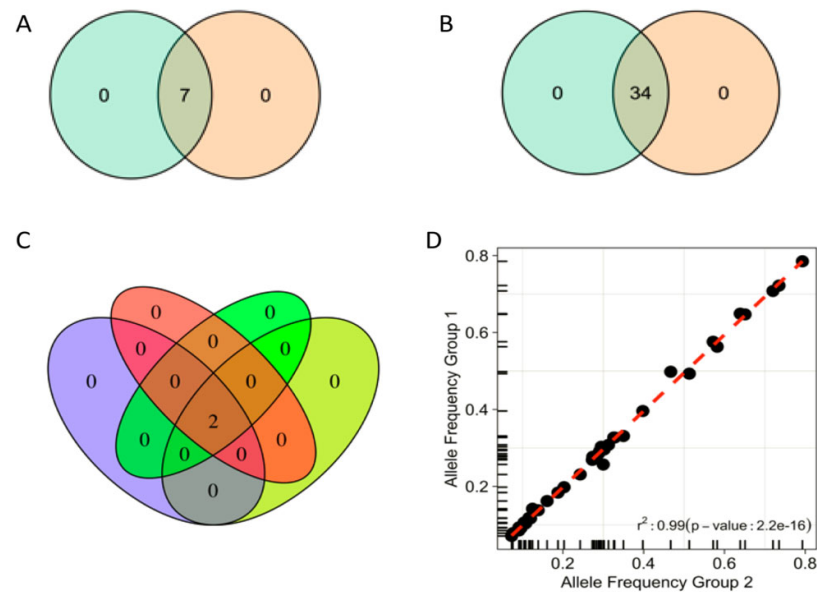 A
B
0 7 0
0 34 0
C
D
0 0
0 0 0
0 0 0 0
2
0 0 0 0
0
Allele Frequency Group 1
0.8
0.6
0.4
0.2
r²:0.99(p−value:2.2e-16)
0.2 0.4 0.6 0.8
Allele Frequency Group 2